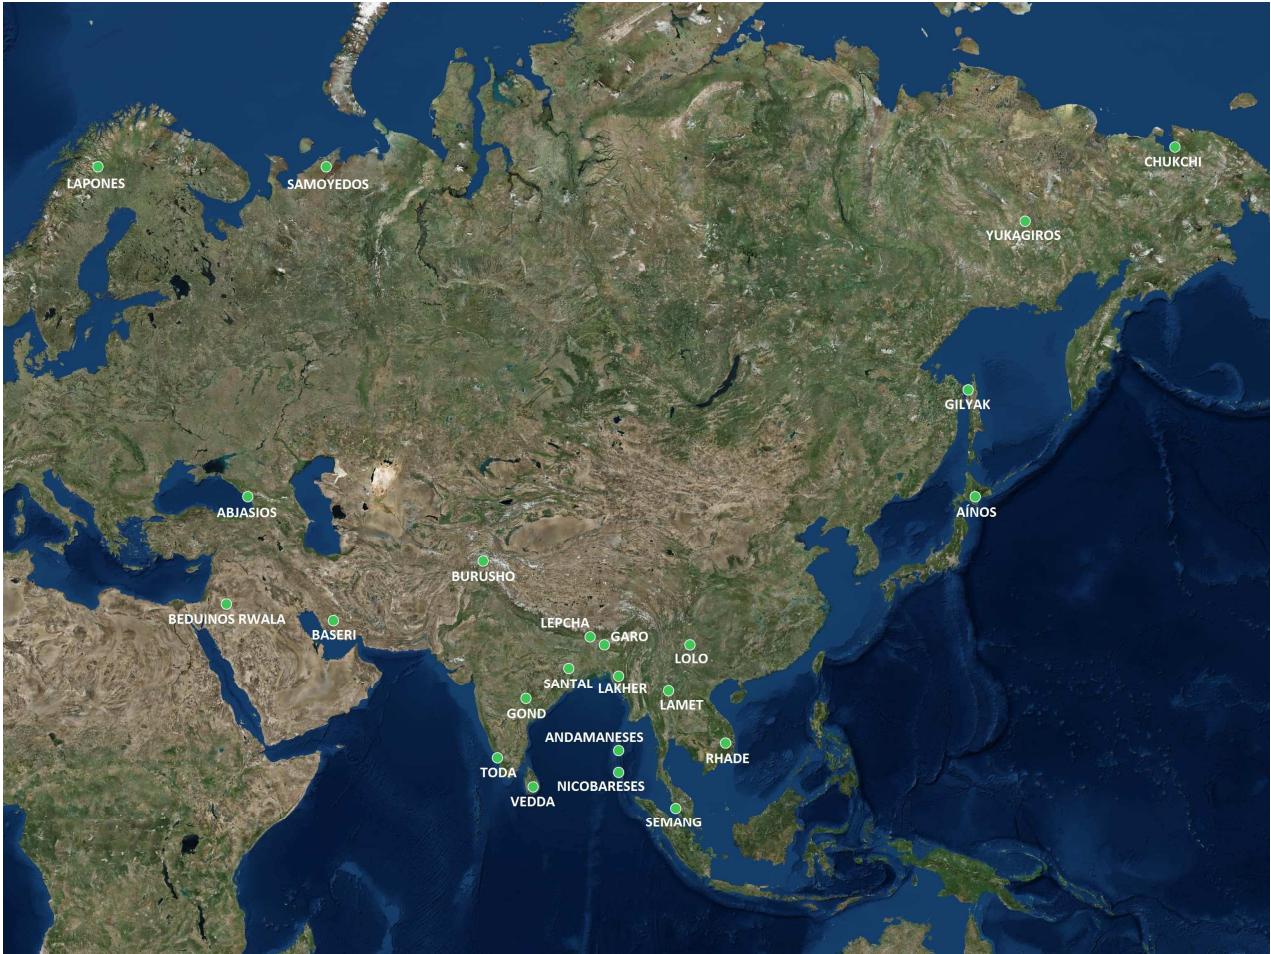 CHUKCHI
LAPONES
SAMOYEDOS
YUKAGIROS
GILYAK
ABJASIOS
AÍNOS
BURUSHO
BEDUINOS RWALA
LEPCHA
BASERI
GARO
LOLO
SANTAL
LAKHER
LAMET
GOND
ANDAMANESES
RHADE
TODA
NICOBARESES
VEDDA
SEMANG